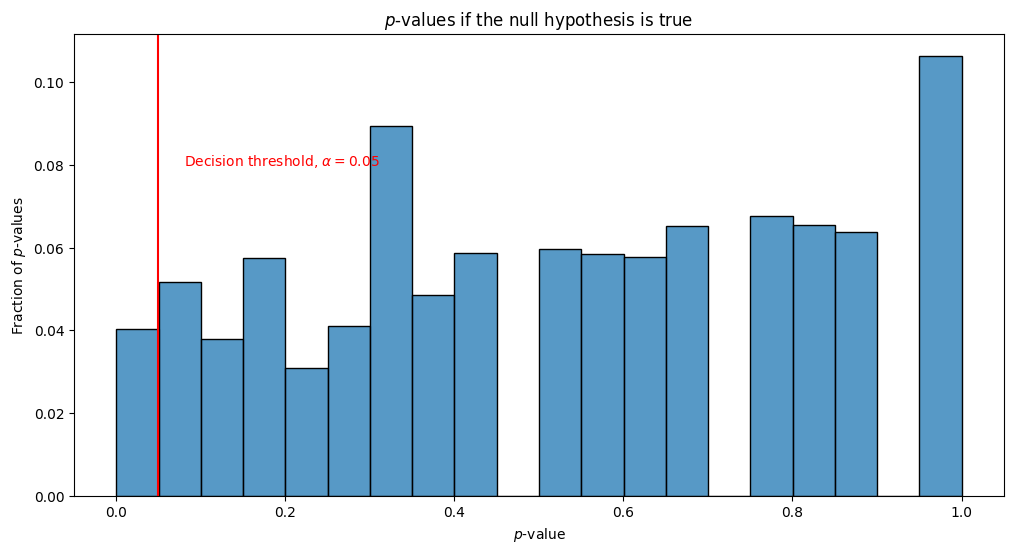 p-values if the null hypothesis is true
Decision threshold, α = 0.05
Fraction of p-values
0.10
0.08
0.06
0.04
0.02
0.00
0.0 0.2 0.4 0.6 0.8 1.0
p-value